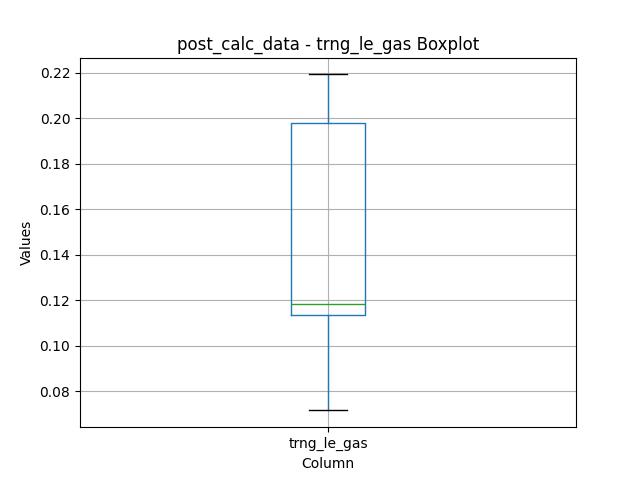 post_calc_data - trng_le_gas Boxplot
0.22
0.20
0.18
0.16
0.14
0.12
0.10
0.08
Values
trng_le_gas
Column